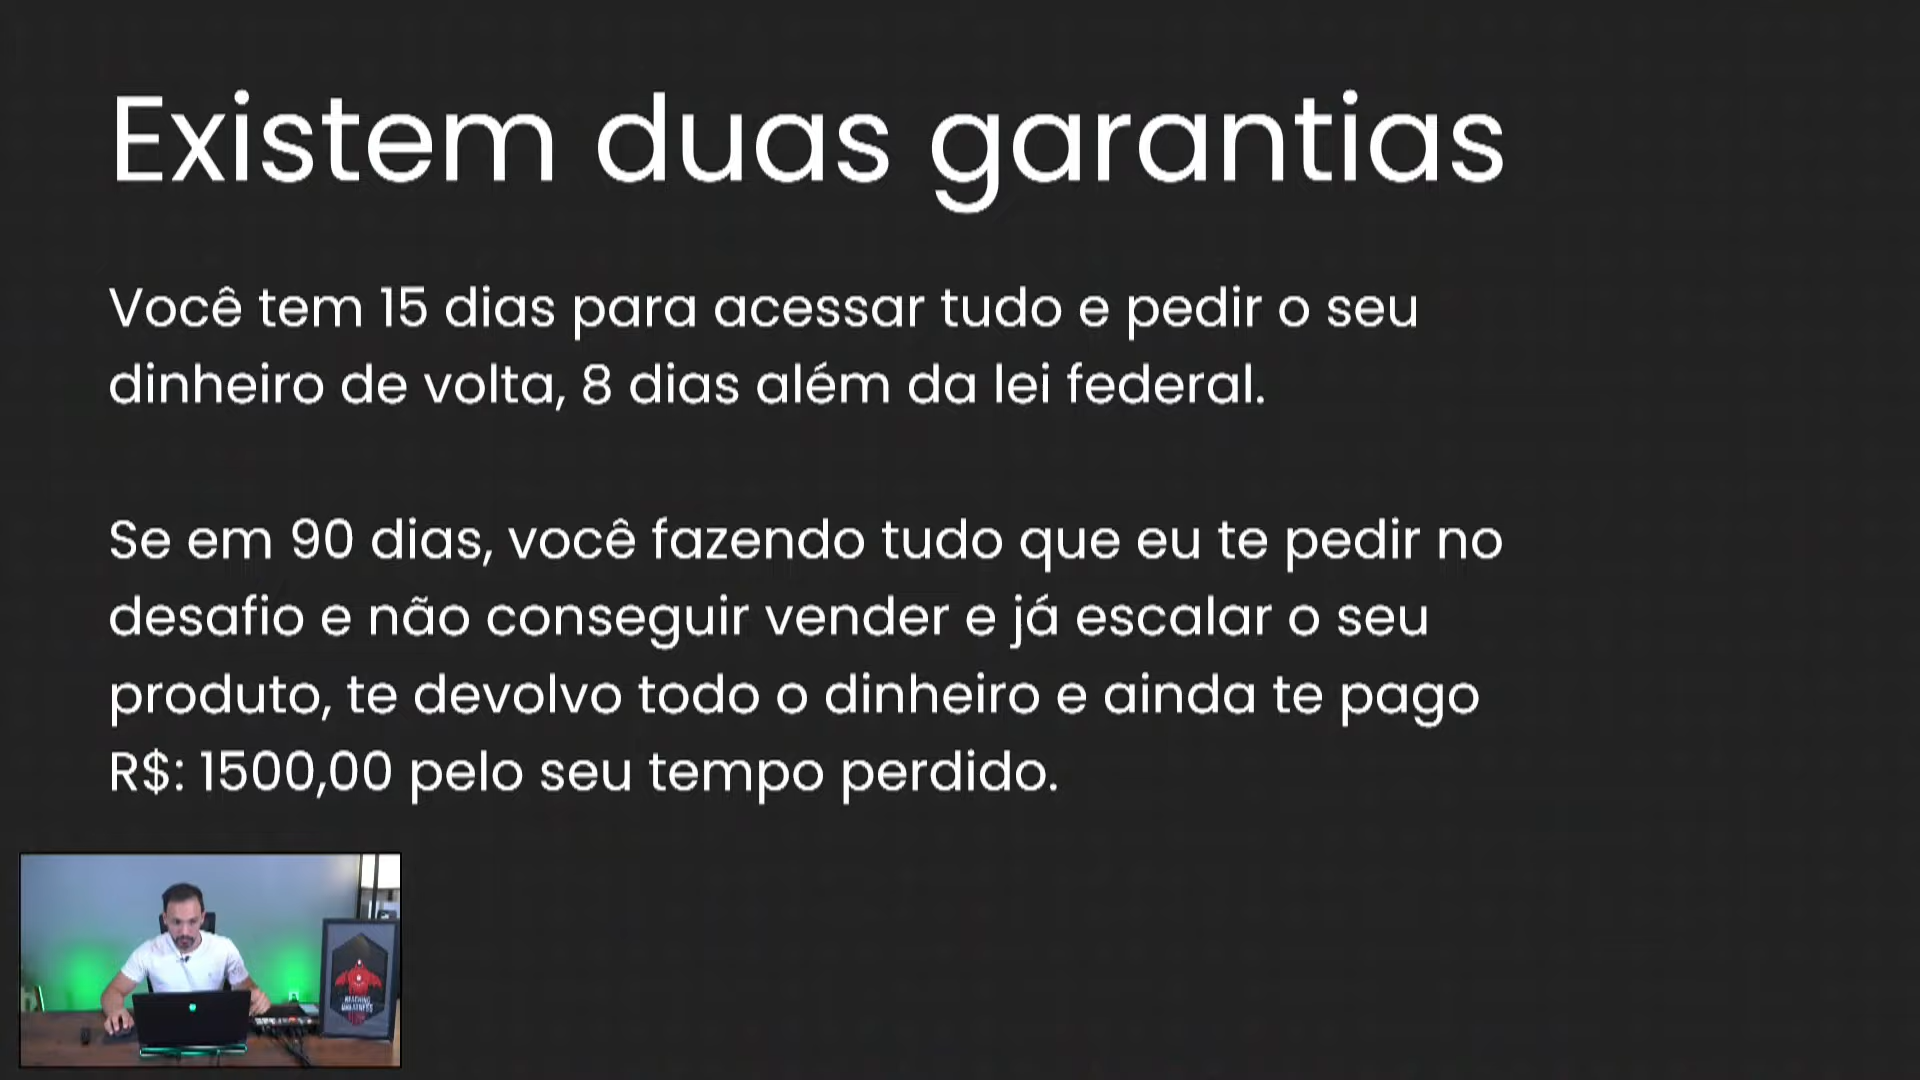 Existem duas garantias
Você tem 15 dias para acessar tudo e pedir o seu
dinheiro de volta, 8 dias além da lei federal.
Se em 90 dias, você fazendo tudo que eu te pedir no
desafio e não conseguir vender e já escalar o seu
produto, te devolvo todo o dinheiro e ainda te pago
R$: 1500,00 pelo seu tempo perdido.
REACHING
GREATNESS